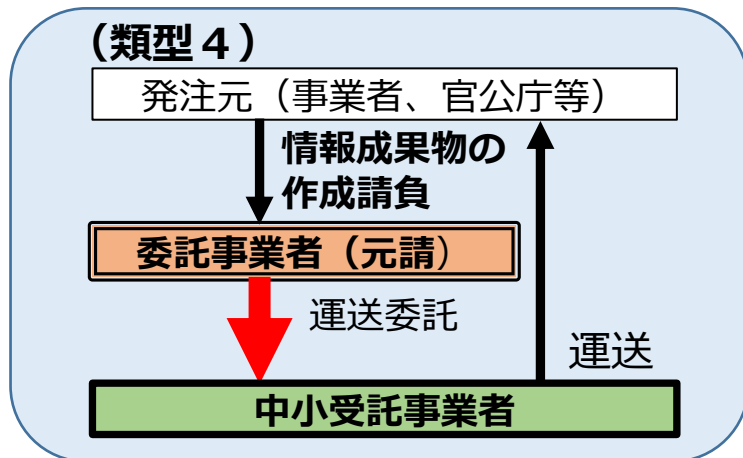 （類型４）
発注元（事業者、官公庁等）
情報成果物の
作成請負
委託事業者（元請）
運送委託
運送
中小受託事業者